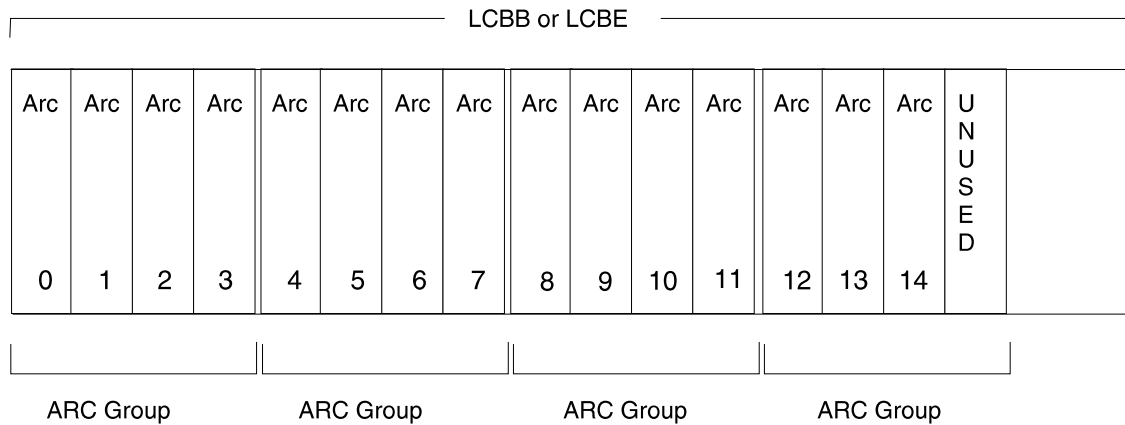 LCBB or LCBE
Arc Arc Arc Arc Arc Arc Arc Arc Arc Arc Arc Arc Arc Arc Arc UNUSED
0 1 2 3 4 5 6 7 8 9 10 11 12 13 14
ARC Group ARC Group ARC Group ARC Group